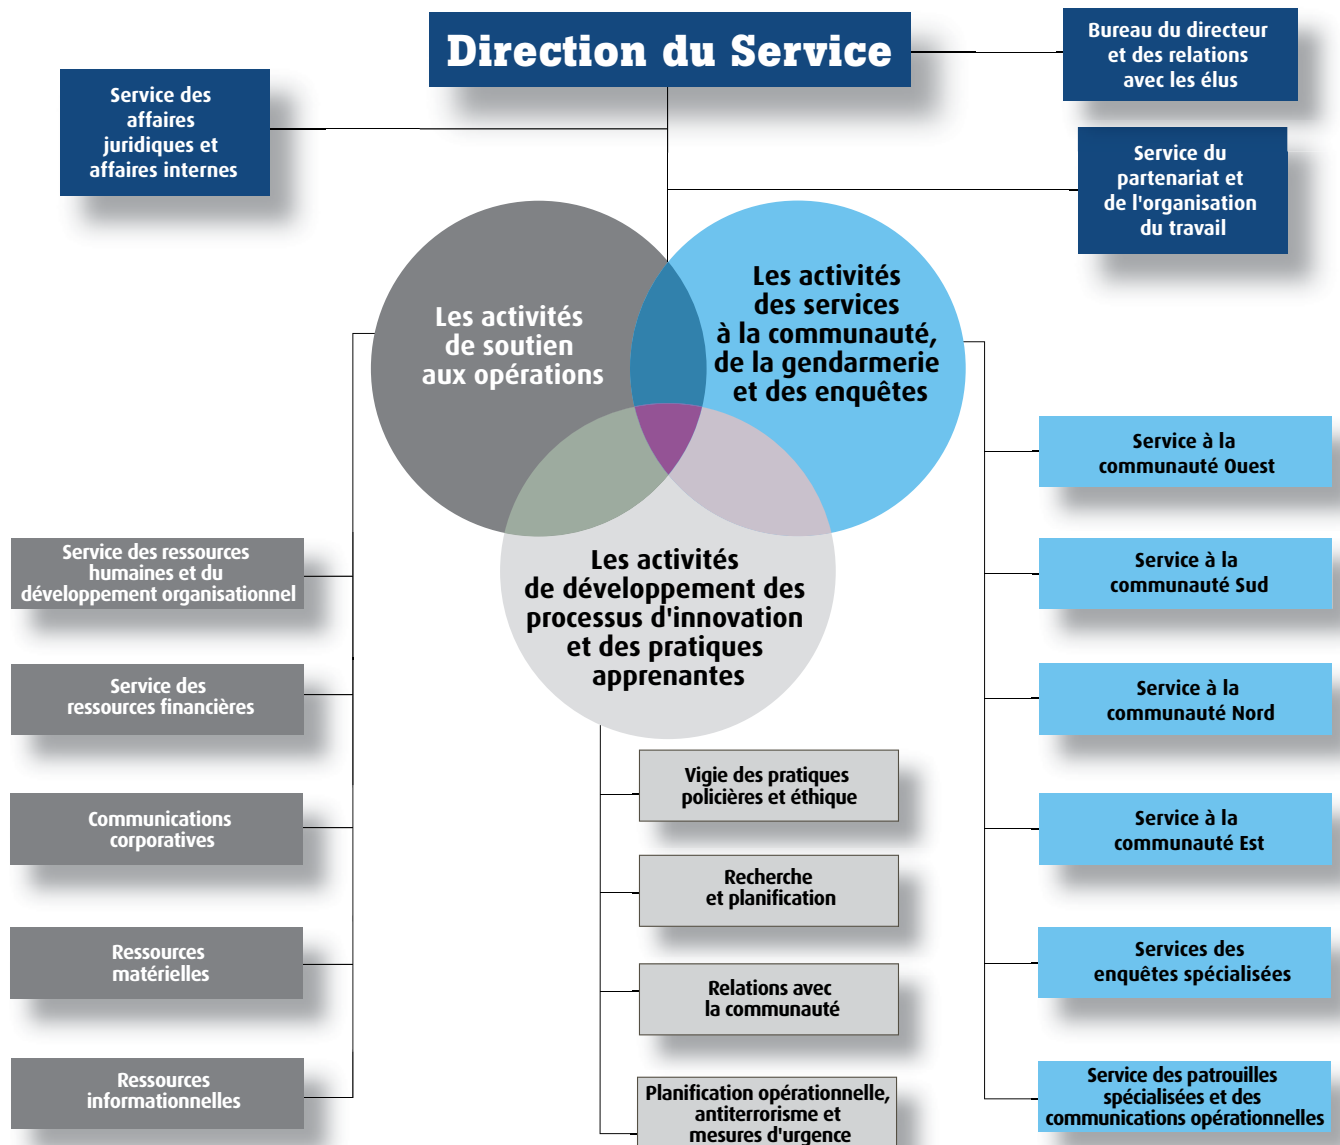 Direction du Service
Bureau du directeur
et des relations
avec les élus
Service des
affaires
juridiques et
affaires internes
Service du
partenariat et
de l'organisation
du travail
Les activités
de soutien
aux opérations
Les activités
des services
à la communauté,
de la gendarmerie
et des enquêtes
Les activités
de développement des
processus d'innovation
et des pratiques
apprenantes
Service des ressources
humaines et du
développement organisationnel
Service des
ressources financières
Communications
corporatives
Ressources
matérielles
Ressources
informationnelles
Vigie des pratiques
policières et éthique
Recherche
et planification
Relations avec
la communauté
Planification opérationnelle,
antiterrorisme et
mesures d'urgence
Service à la
communauté Ouest
Service à la
communauté Sud
Service à la
communauté Nord
Service à la
communauté Est
Services des
enquêtes spécialisées
Service des patrouilles
spécialisées et des
communications opérationnelles